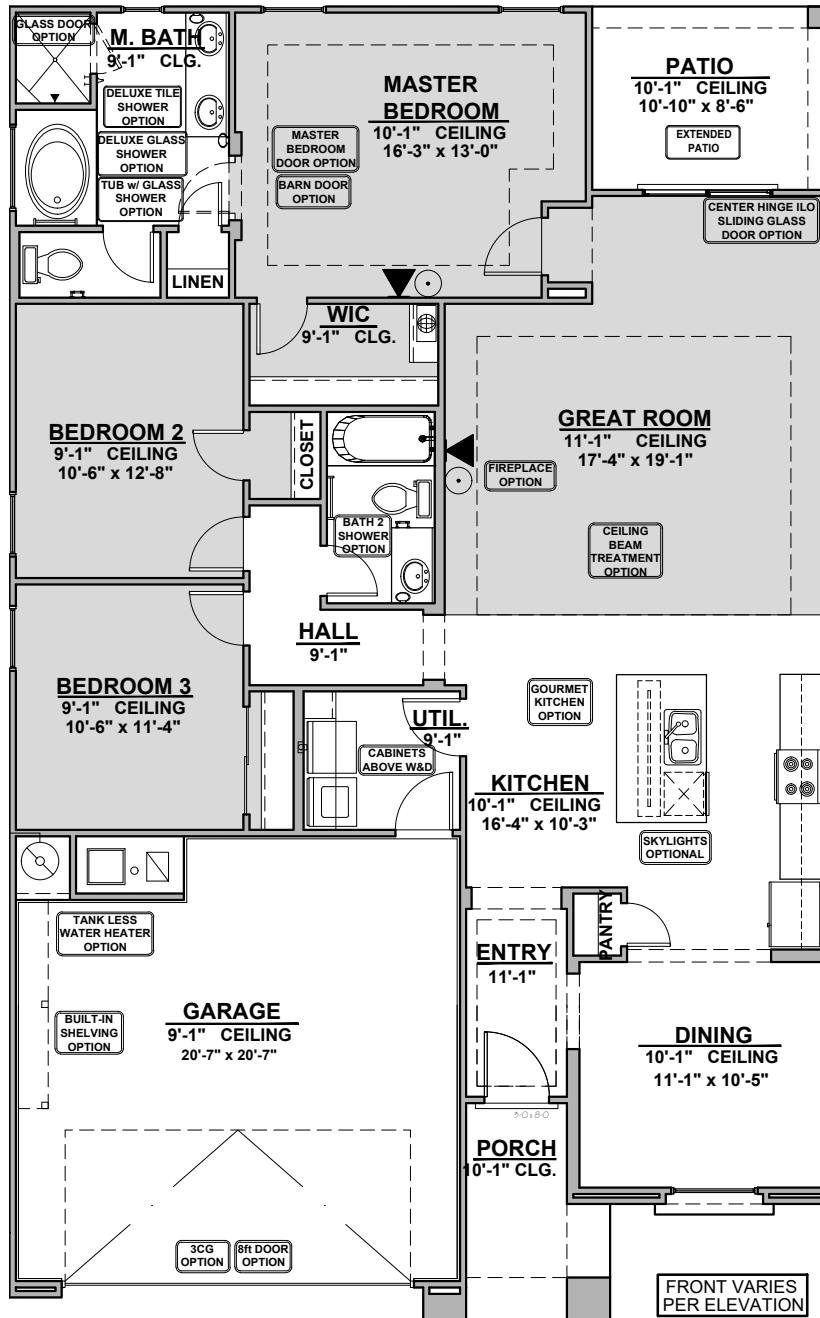 GLASS DOOR
OPTION
M. BATH
9'-1" CLG.
DELUXE TILE
SHOWER
OPTION
DELUXE GLASS
SHOWER
OPTION
TUB w/ GLASS
SHOWER
OPTION
LINEN
MASTER
BEDROOM
10'-1" CEILING
16'-3" x 13'-0"
MASTER
BEDROOM
DOOR OPTION
BARN DOOR
OPTION
PATIO
10'-1" CEILING
10'-10" x 8'-6"
EXTENDED
PATIO
CENTER HINGE ILO
SLIDING GLASS
DOOR OPTION
WIC
9'-1" CLG.
BEDROOM 2
9'-1" CEILING
10'-6" x 12'-8"
CLOSET
BATH 2
SHOWER
OPTION
GREAT ROOM
11'-1" CEILING
17'-4" x 19'-1"
FIREPLACE
OPTION
CEILING
BEAM
TREATMENT
OPTION
HALL
9'-1"
BEDROOM 3
9'-1" CEILING
10'-6" x 11'-4"
UTIL.
9'-1"
CABINETS
ABOVE W&D
GOURMET
KITCHEN
OPTION
KITCHEN
10'-1" CEILING
16'-4" x 10'-3"
SKYLIGHTS
OPTIONAL
PANTRY
TANK LESS
WATER HEATER
OPTION
BUILT-IN
SHELVING
OPTION
GARAGE
9'-1" CEILING
20'-7" x 20'-7"
ENTRY
11'-1"
3-0x8-0
DINING
10'-1" CEILING
11'-1" x 10'-5"
PORCH
10'-1" CLG.
3CG
OPTION
8ft DOOR
OPTION
FRONT VARIES
PER ELEVATION